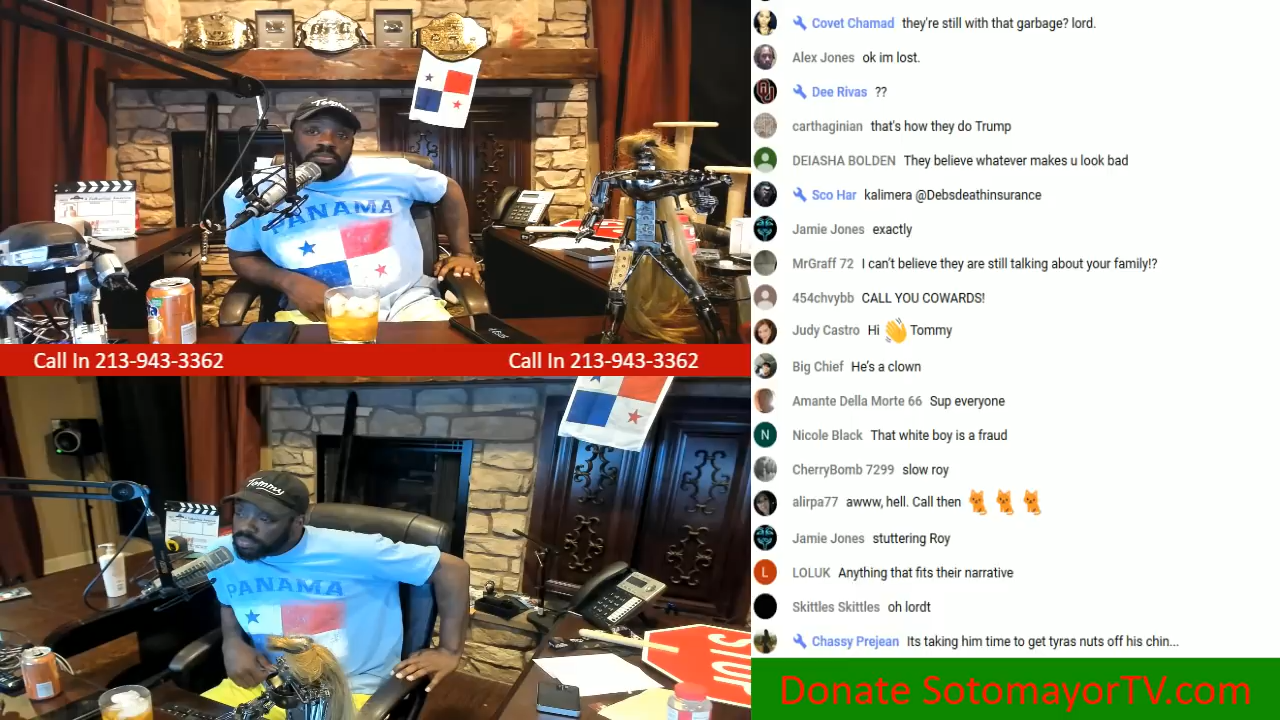 Tommy
PANAMA
Call In 213-943-3362
Call In 213-943-3362
Tommy
PANAMA
Covet Chamad they're still with that garbage? lord.
Alex Jones ok im lost.
Dee Rivas ??
carthaginian that's how they do Trump
DEIASHA BOLDEN They believe whatever makes u look bad
Sco Har kalimera @Debsdeathinsurance
Jamie Jones exactly
MrGraff 72 I can't believe they are still talking about your family!?
454chvybb CALL YOU COWARDS!
Judy Castro Hi 👋 Tommy
Big Chief He's a clown
Amante Della Morte 66 Sup everyone
N Nicole Black That white boy is a fraud
CherryBomb 7299 slow roy
alirpa77 awww, hell. Call then
Jamie Jones stuttering Roy
L LOLUK Anything that fits their narrative
Skittles Skittles oh lordt
Chassy Prejean Its taking him time to get tyras nuts off his chin...
Donate SotomayorTV.com